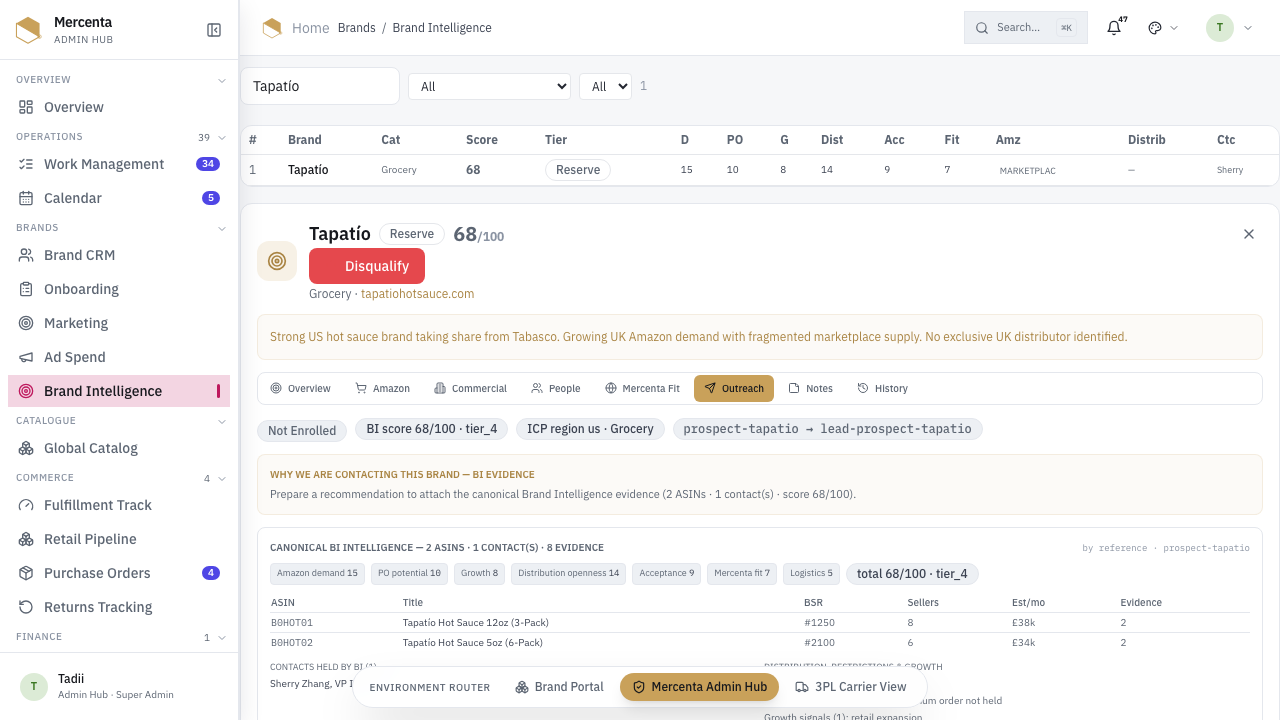 Mercenta
ADMIN HUB
Home Brands / Brand Intelligence
Search... ⌘K
47
T
OVERVIEW
Overview
OPERATIONS 39
Work Management 34
Calendar 5
BRANDS
Brand CRM
Onboarding
Marketing
Ad Spend
Brand Intelligence
CATALOGUE
Global Catalog
COMMERCE 4
Fulfillment Track
Retail Pipeline
Purchase Orders 4
Returns Tracking
FINANCE 1
T
Tadii
Admin Hub · Super Admin
Tapatío All All 1
# Brand Cat Score Tier D PO G Dist Acc Fit Amz Distrib Ctc
1 Tapatío Grocery 68 Reserve 15 10 8 14 9 7 MARKETPLAC — Sherry
Tapatío Reserve 68/100
Disqualify
Grocery · tapatiohotsauce.com
Strong US hot sauce brand taking share from Tabasco. Growing UK Amazon demand with fragmented marketplace supply. No exclusive UK distributor identified.
Overview Amazon Commercial People Mercenta Fit Outreach Notes History
Not Enrolled BI score 68/100 · tier_4 ICP region us · Grocery prospect-tapatio → lead-prospect-tapatio
WHY WE ARE CONTACTING THIS BRAND — BI EVIDENCE
Prepare a recommendation to attach the canonical Brand Intelligence evidence (2 ASINs · 1 contact(s) · score 68/100).
CANONICAL BI INTELLIGENCE — 2 ASINS · 1 CONTACT(S) · 8 EVIDENCE by reference · prospect-tapatio
Amazon demand 15 PO potential 10 Growth 8 Distribution openness 14 Acceptance 9 Mercenta fit 7 Logistics 5 total 68/100 · tier_4
ASIN Title BSR Sellers Est/mo Evidence
B0HOT01 Tapatío Hot Sauce 12oz (3-Pack) #1250 8 £38k 2
B0HOT02 Tapatío Hot Sauce 5oz (6-Pack) #2100 6 £34k 2
CONTACTS HELD BY BI (1) DISTRIBUTION, RESTRICTIONS & GROWTH
Sherry Zhang, VP
um order not held
Growth signals (1): retail expansion
ENVIRONMENT ROUTER Brand Portal Mercenta Admin Hub 3PL Carrier View